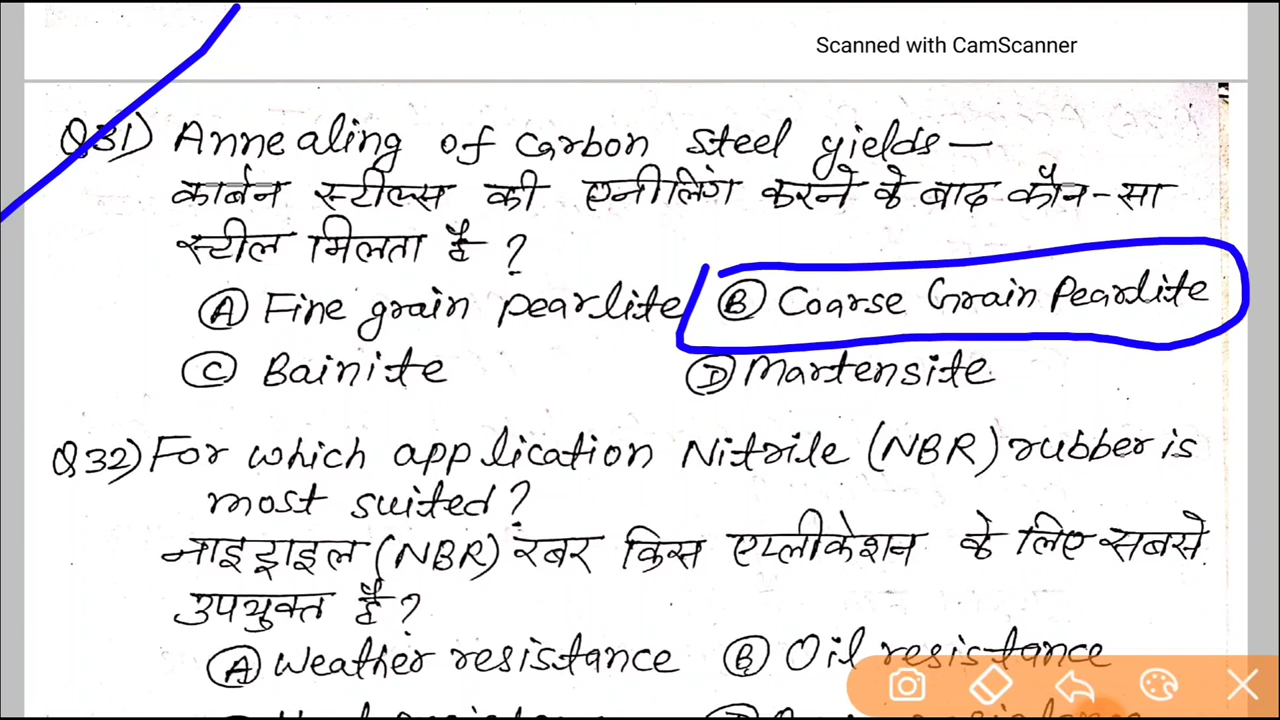 Scanned with CamScanner
Q31) Annealing of carbon steel yields —
कार्बन स्टील्स की एनीलिंग करने के बाद कौन-सा
स्टील मिलता है ?
(A) Fine grain pearlite (B) Coarse Grain Pearlite
(C) Bainite (D) Martensite
Q32) For which application Nitrile (NBR) rubber is
most suited ?
नाइट्राइल (NBR) रबर किस एप्लीकेशन के लिए सबसे
उपयुक्त है ?
(A) Weather resistance (B) Oil resistance